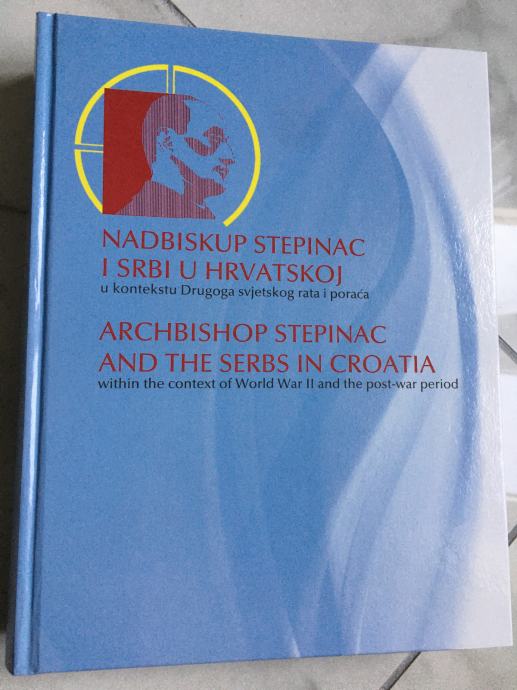 NADBISKUP STEPINAC
I SRBI U HRVATSKOJ
u kontekstu Drugoga svjetskog rata i poraća
ARCHBISHOP STEPINAC
AND THE SERBS IN CROATIA
within the context of World War II and the post-war period